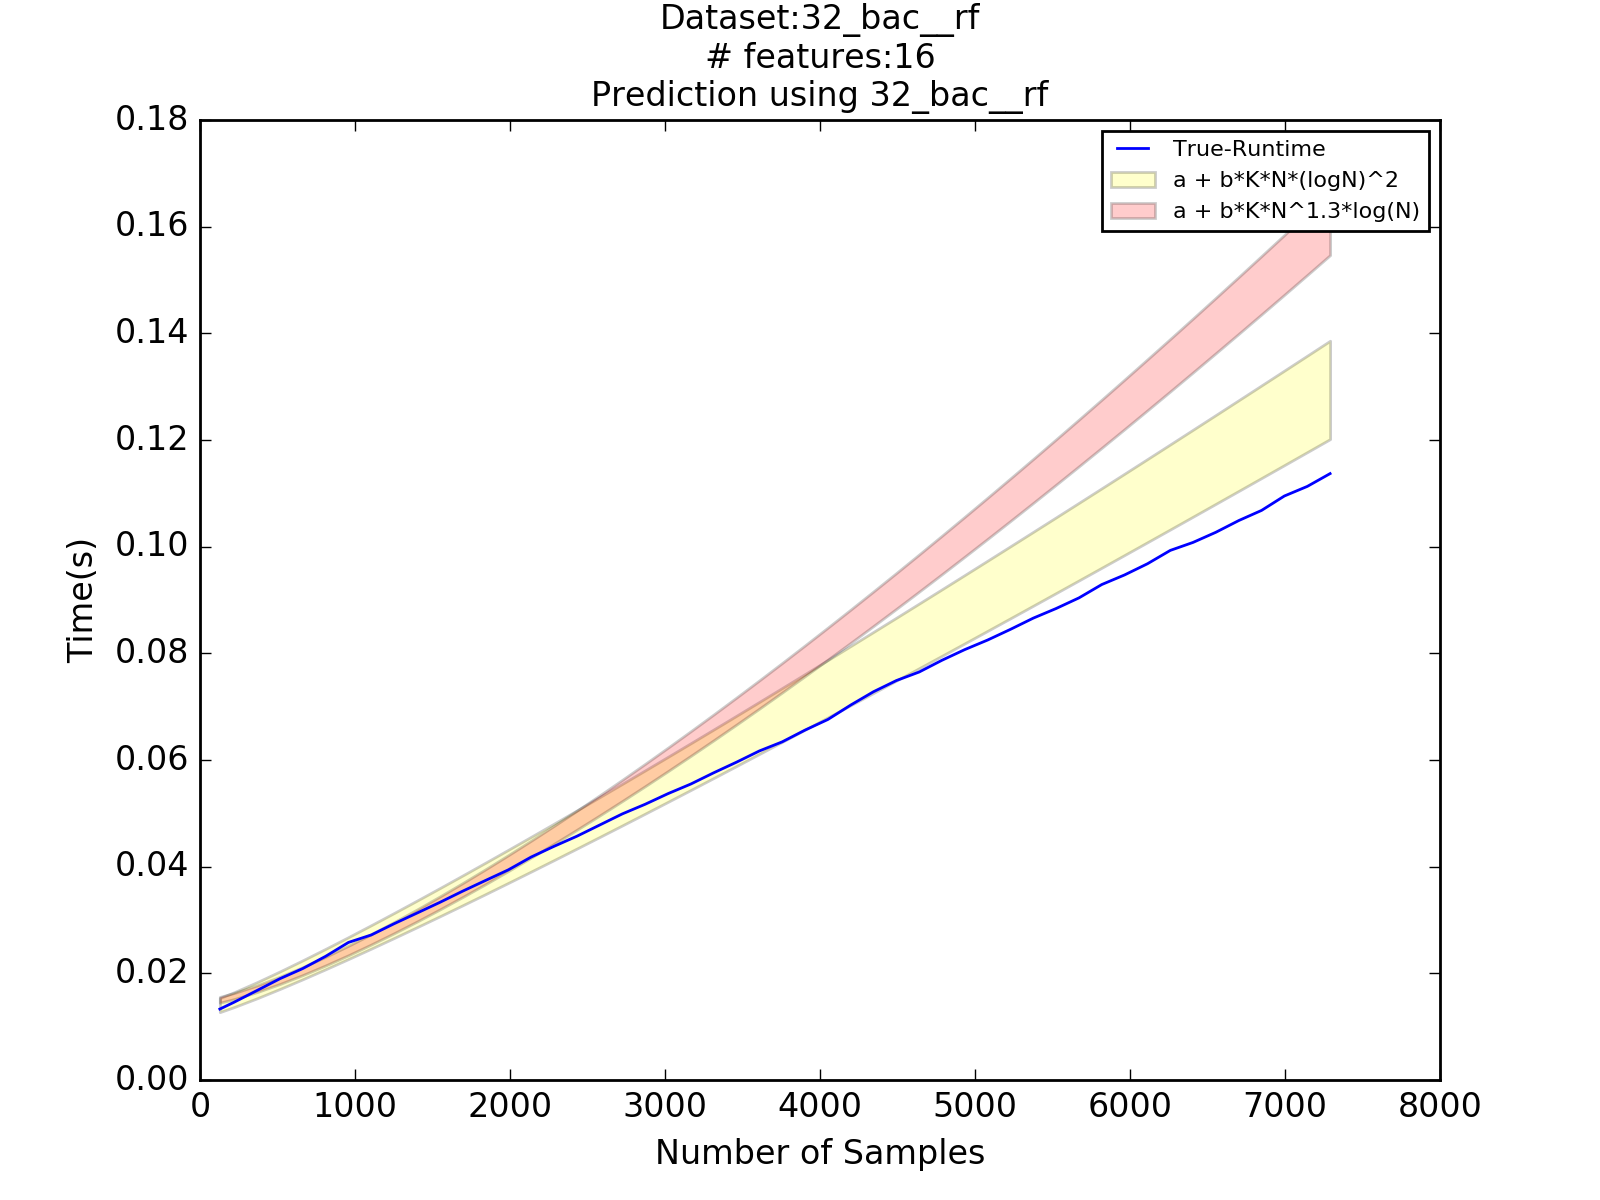 Dataset:32_bac__rf
# features:16
Prediction using 32_bac__rf
0.18
0.16
0.14
0.12
0.10
0.08
0.06
0.04
0.02
0.00
Time(s)
True-Runtime
a + b*K*N*(logN)^2
a + b*K*N^1.3*log(N)
0 1000 2000 3000 4000 5000 6000 7000 8000
Number of Samples